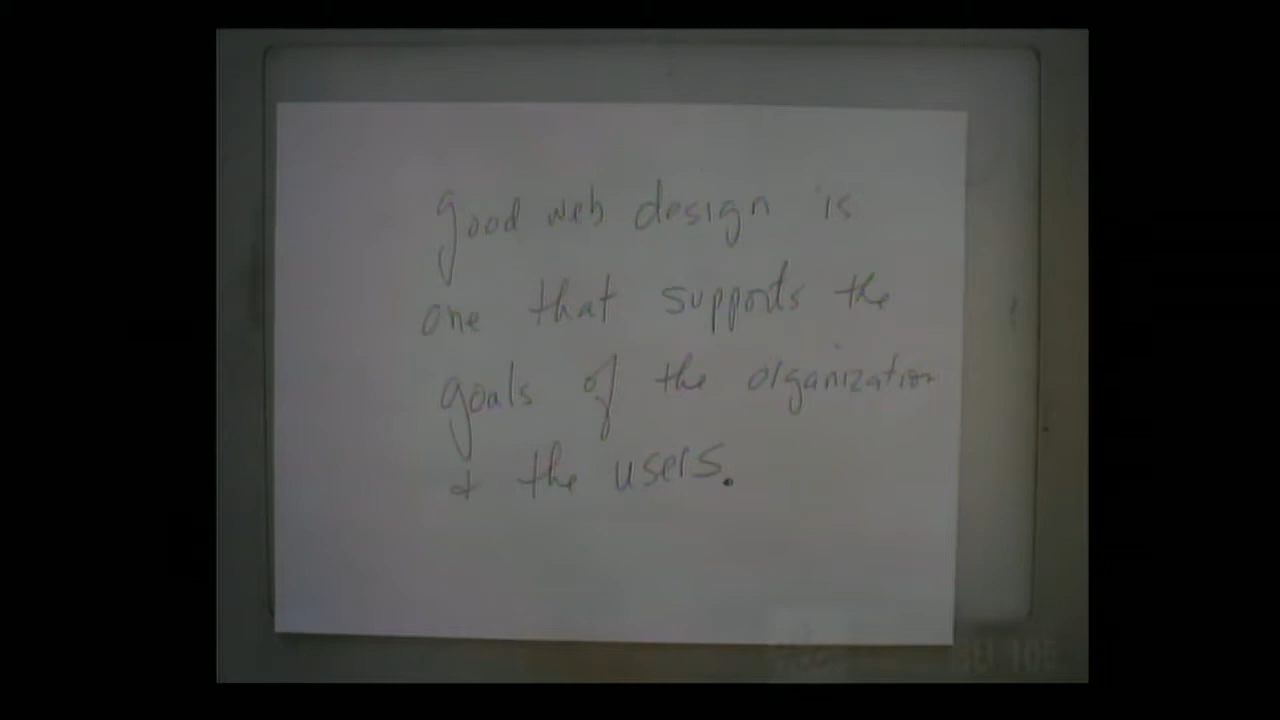 good web design is
one that supports the
goals of the organization
+ the users.